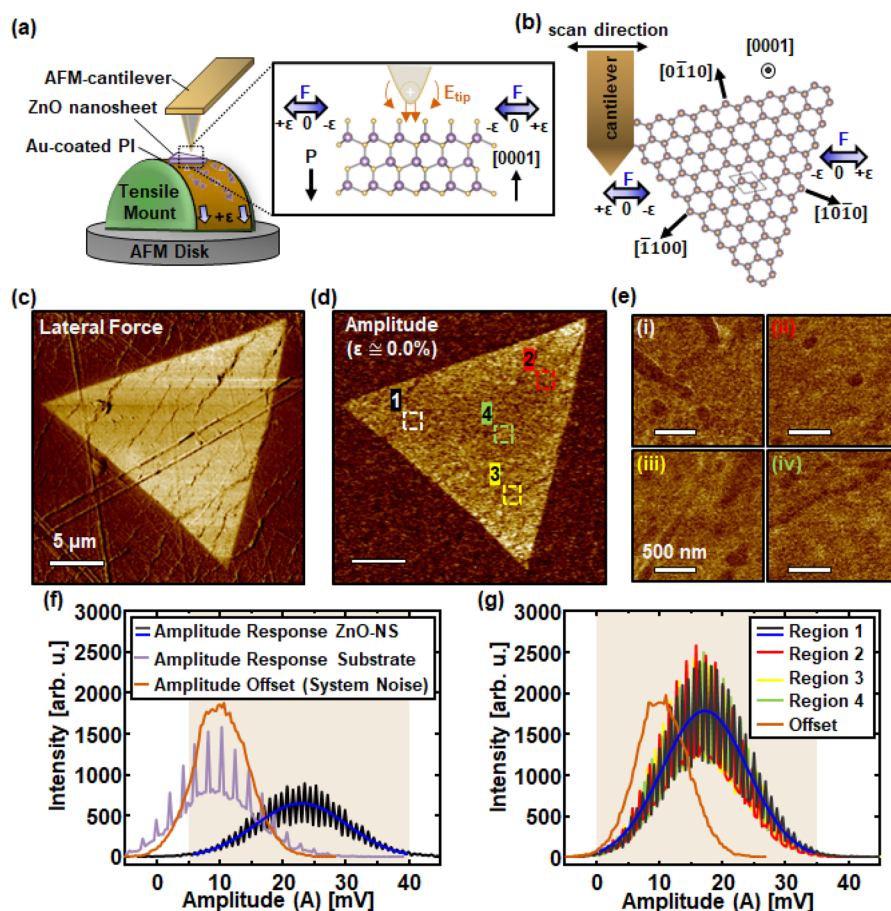 (a)
AFM-cantilever
ZnO nanosheet
Au-coated PI
Tensile
Mount
+ε
AFM Disk
F
+ε 0 -ε
E_tip
F
-ε 0 +ε
P
[0001]
(b)
scan direction
cantilever
[01̄10]
[0001]
F
+ε 0 -ε
F
-ε 0 +ε
[101̄0]
[1̄100]
(c)
Lateral Force
5 µm
(d)
Amplitude
(ε ≅ 0.0%)
1
2
4
3
(e)
(i)
(ii)
(iii)
(iv)
500 nm
(f)
Intensity [arb. u.]
3000
2500
2000
1500
1000
500
0
Amplitude Response ZnO-NS
Amplitude Response Substrate
Amplitude Offset (System Noise)
0 10 20 30 40
Amplitude (A) [mV]
(g)
Intensity [arb. u.]
3000
2500
2000
1500
1000
500
0
Region 1
Region 2
Region 3
Region 4
Offset
0 10 20 30 40
Amplitude (A) [mV]